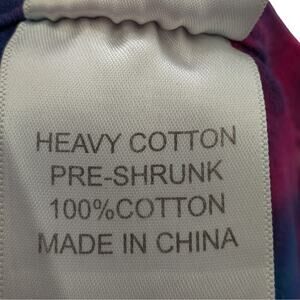 HEAVY COTTON
PRE-SHRUNK
100%COTTON
MADE IN CHINA